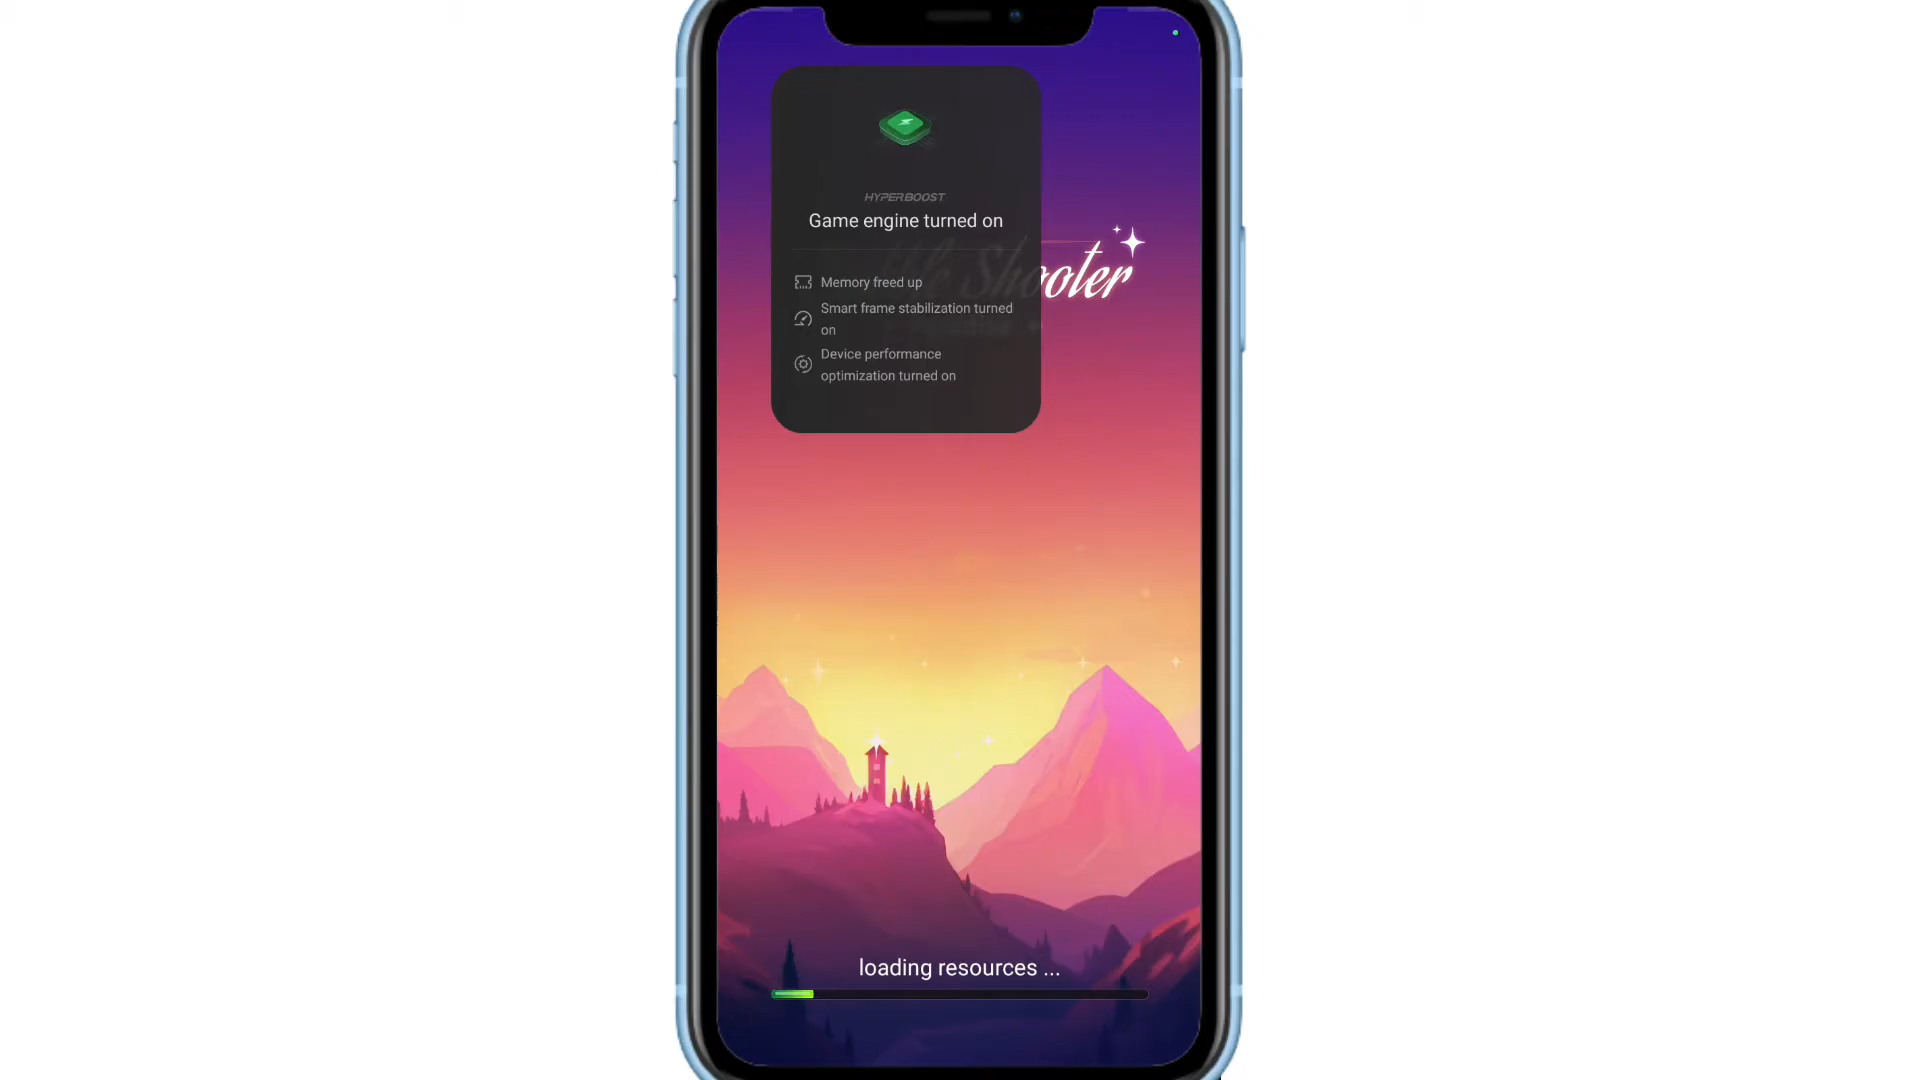 HYPERBOOST
Game engine turned on
Shooter
Memory freed up
Smart frame stabilization turned
on
Device performance
optimization turned on
loading resources ...